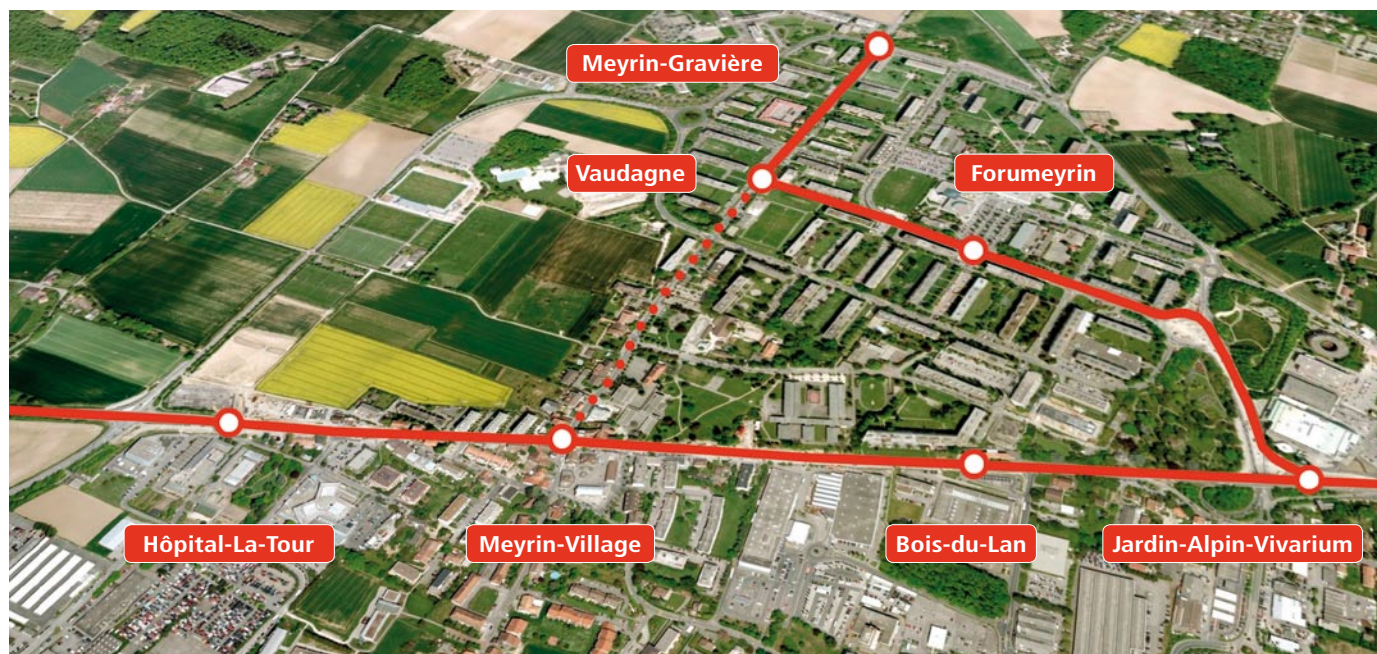 Meyrin-Gravière
Vaudagne
Forumeyrin
Hôpital-La-Tour
Meyrin-Village
Bois-du-Lan
Jardin-Alpin-Vivarium